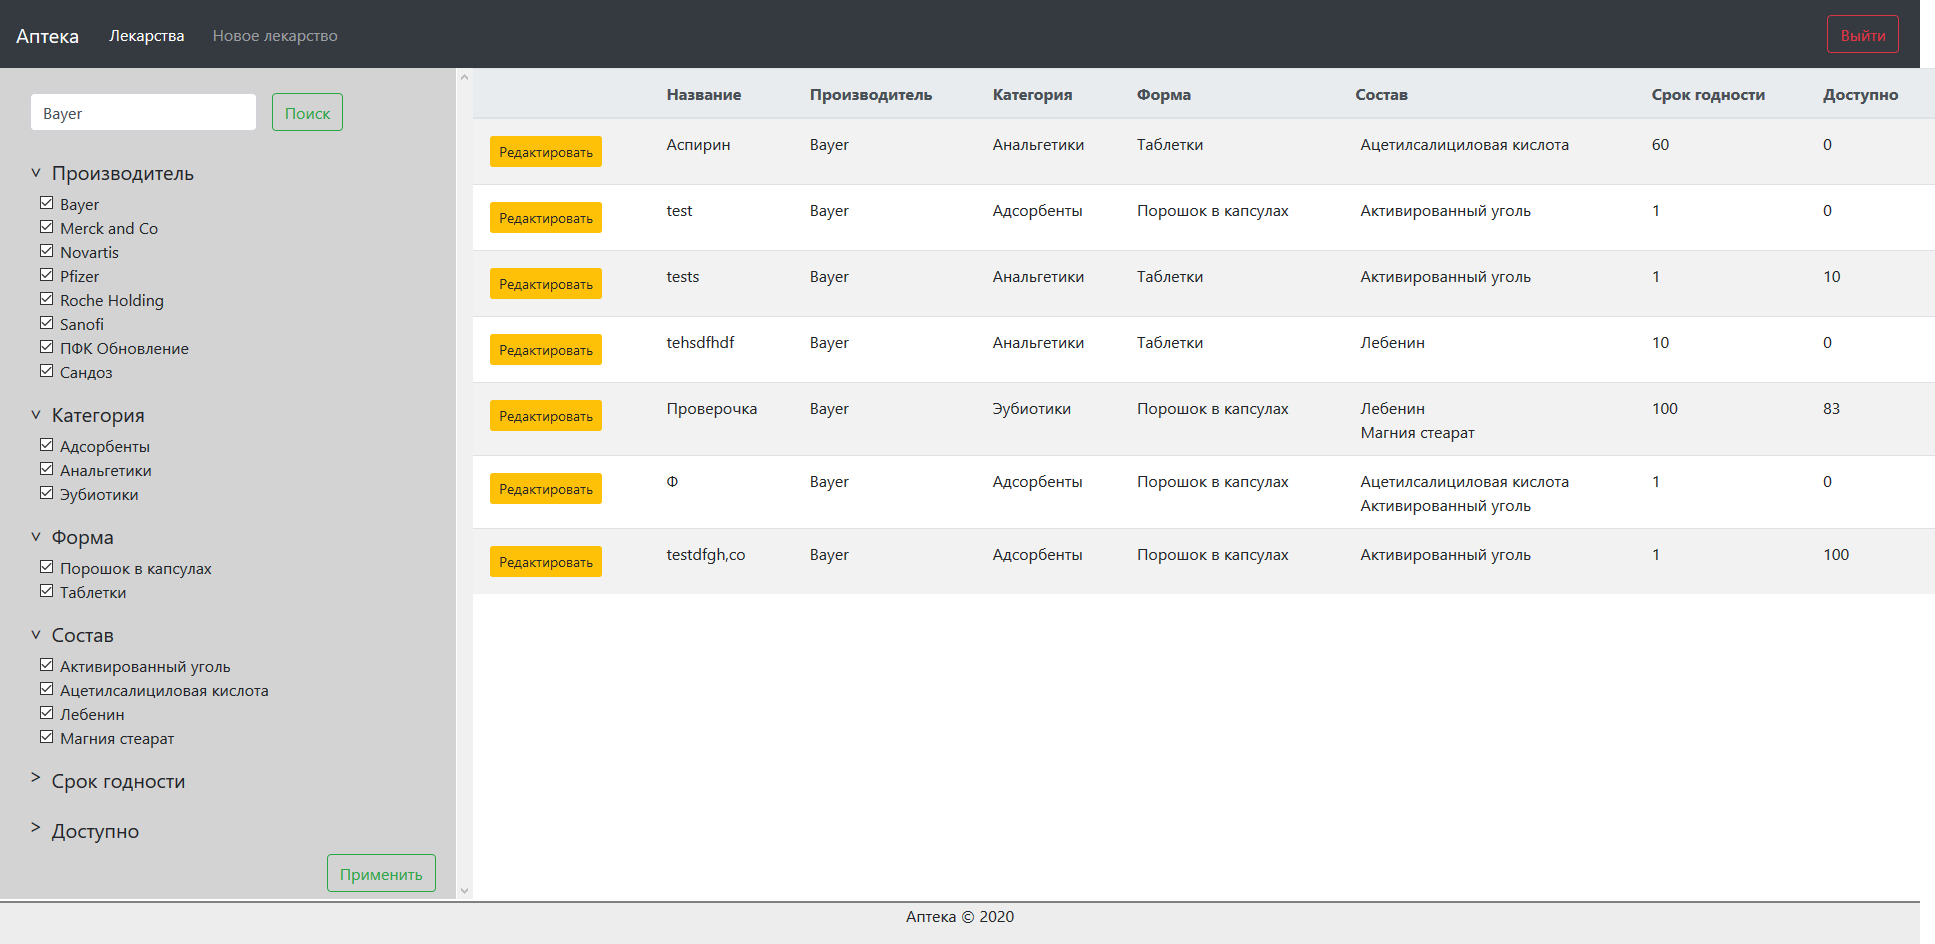 Аптека Лекарства Новое лекарство Выйти
Bayer Поиск
Производитель
Bayer
Merck and Co
Novartis
Pfizer
Roche Holding
Sanofi
ПФК Обновление
Сандоз
Категория
Адсорбенты
Анальгетики
Эубиотики
Форма
Порошок в капсулах
Таблетки
Состав
Активированный уголь
Ацетилсалициловая кислота
Лебенин
Магния стеарат
Срок годности
Доступно
Применить
Название Производитель Категория Форма Состав Срок годности Доступно
Редактировать Аспирин Bayer Анальгетики Таблетки Ацетилсалициловая кислота 60 0
Редактировать test Bayer Адсорбенты Порошок в капсулах Активированный уголь 1 0
Редактировать tests Bayer Анальгетики Таблетки Активированный уголь 1 10
Редактировать tehsdfhdf Bayer Анальгетики Таблетки Лебенин 10 0
Редактировать Проверочка Bayer Эубиотики Порошок в капсулах Лебенин 100 83
Магния стеарат
Редактировать Ф Bayer Адсорбенты Порошок в капсулах Ацетилсалициловая кислота 1 0
Активированный уголь
Редактировать testdfgh,co Bayer Адсорбенты Порошок в капсулах Активированный уголь 1 100
Аптека © 2020